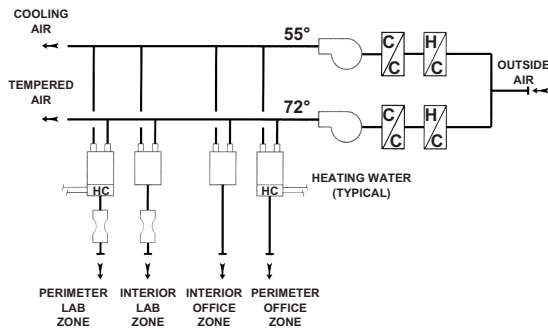 COOLING
AIR
55°
C
C
H
C
OUTSIDE
AIR
TEMPERED
AIR
72°
C
C
H
C
HC
HC
HEATING WATER
(TYPICAL)
PERIMETER
LAB
ZONE
INTERIOR
LAB
ZONE
INTERIOR
OFFICE
ZONE
PERIMETER
OFFICE
ZONE